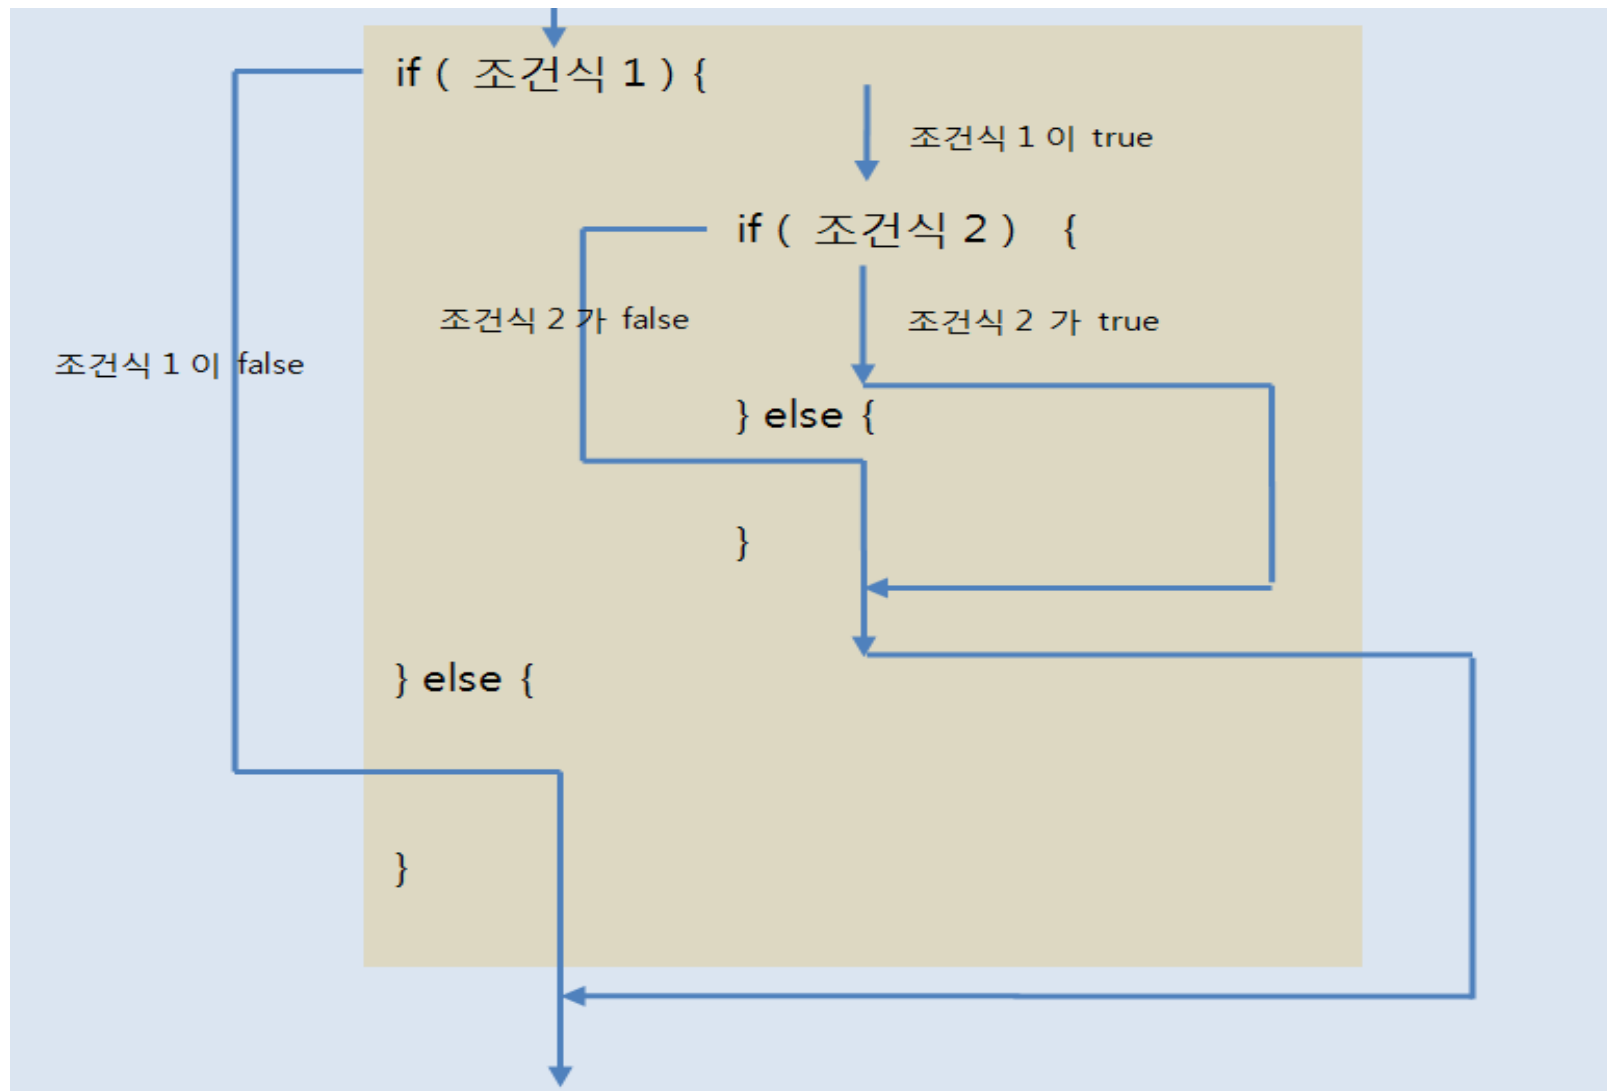 if ( 조건식 1 ) {
조건식 1 이 true
if ( 조건식 2 ) {
조건식 2 가 false
조건식 2 가 true
조건식 1 이 false
} else {
}
} else {
}